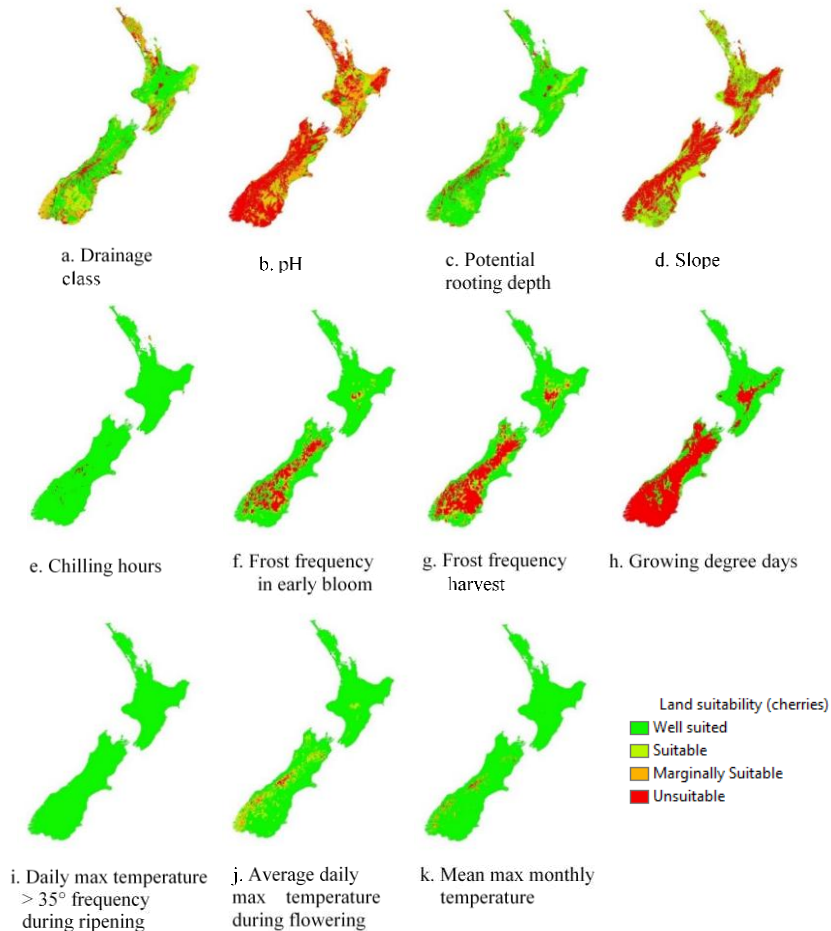 a. Drainage
class
b. pH
c. Potential
rooting depth
d. Slope
e. Chilling hours
f. Frost frequency
in early bloom
g. Frost frequency
harvest
h. Growing degree days
i. Daily max temperature
> 35° frequency
during ripening
j. Average daily
max temperature
during flowering
k. Mean max monthly
temperature
Land suitability (cherries)
Well suited
Suitable
Marginally Suitable
Unsuitable